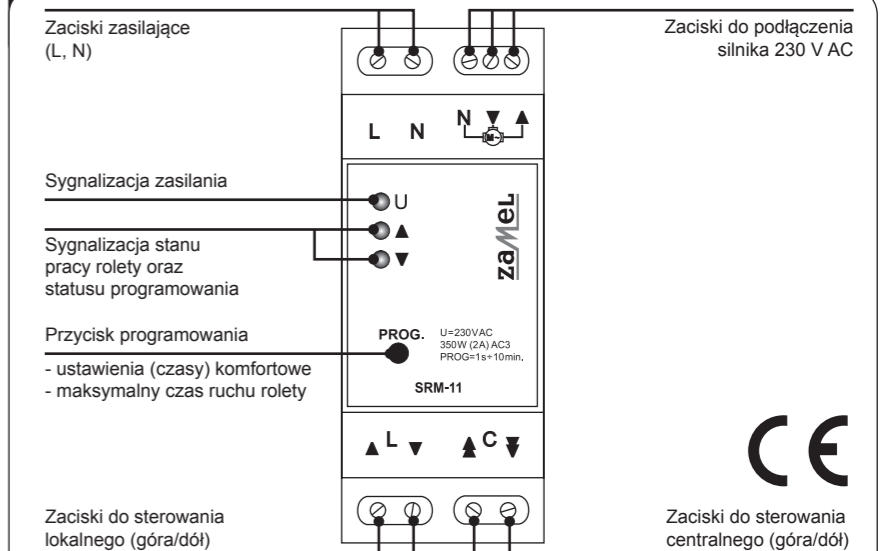 Zaciski zasilające
(L, N)
Zaciski do podłączenia
silnika 230 V AC
L N N ▼ ▲
M~
Sygnalizacja zasilania
U
▲
▼
zamel
Sygnalizacja stanu
pracy rolety oraz
statusu programowania
Przycisk programowania
- ustawienia (czasy) komfortowe
- maksymalny czas ruchu rolety
PROG.
U=230VAC
350W (2A) AC3
PROG=1s÷10min.
SRM-11
▲ L ▼ ▲ C ▼
CE
Zaciski do sterowania
lokalnego (góra/dół)
Zaciski do sterowania
centralnego (góra/dół)